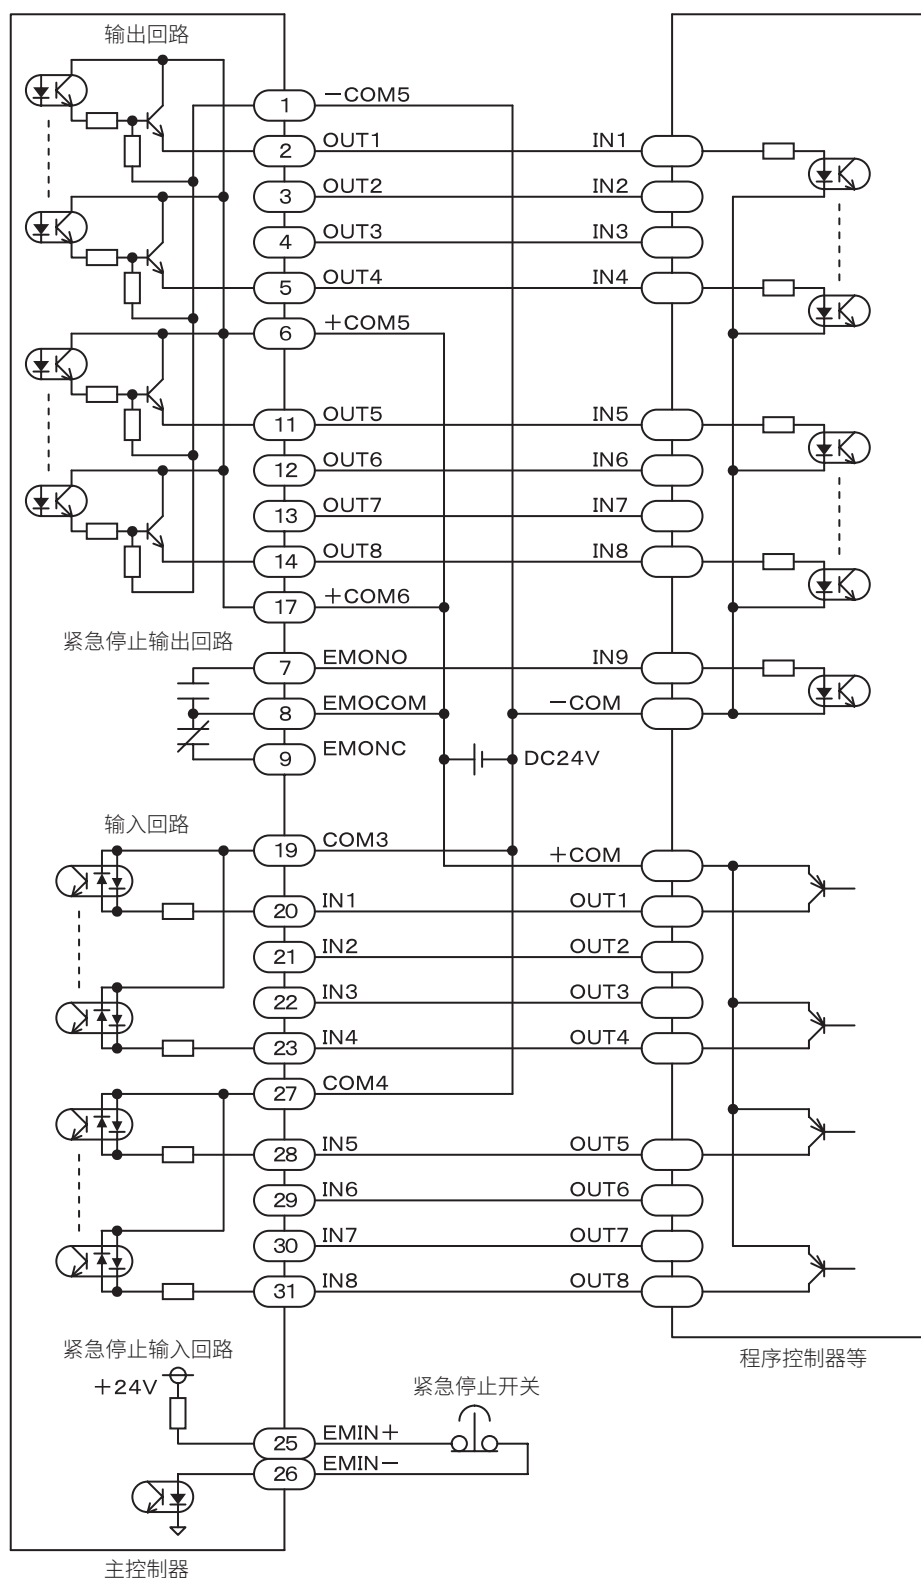 输出回路
1 −COM5
2 OUT1 IN1
3 OUT2 IN2
4 OUT3 IN3
5 OUT4 IN4
6 +COM5
11 OUT5 IN5
12 OUT6 IN6
13 OUT7 IN7
14 OUT8 IN8
17 +COM6
紧急停止输出回路
7 EMONO IN9
8 EMOCOM −COM
9 EMONC
DC24V
输入回路
19 COM3
+COM
20 IN1 OUT1
21 IN2 OUT2
22 IN3 OUT3
23 IN4 OUT4
27 COM4
28 IN5 OUT5
29 IN6 OUT6
30 IN7 OUT7
31 IN8 OUT8
紧急停止输入回路
程序控制器等
+24V
紧急停止开关
25 EMIN+
26 EMIN−
主控制器